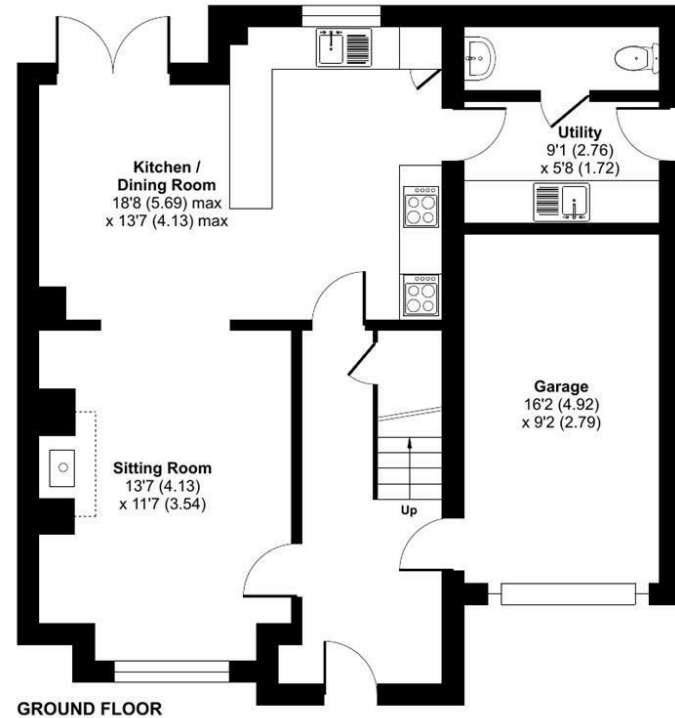 Kitchen /
Dining Room
18'8 (5.69) max
x 13'7 (4.13) max
Utility
9'1 (2.76)
x 5'8 (1.72)
Garage
16'2 (4.92)
x 9'2 (2.79)
Sitting Room
13'7 (4.13)
x 11'7 (3.54)
Up
GROUND FLOOR